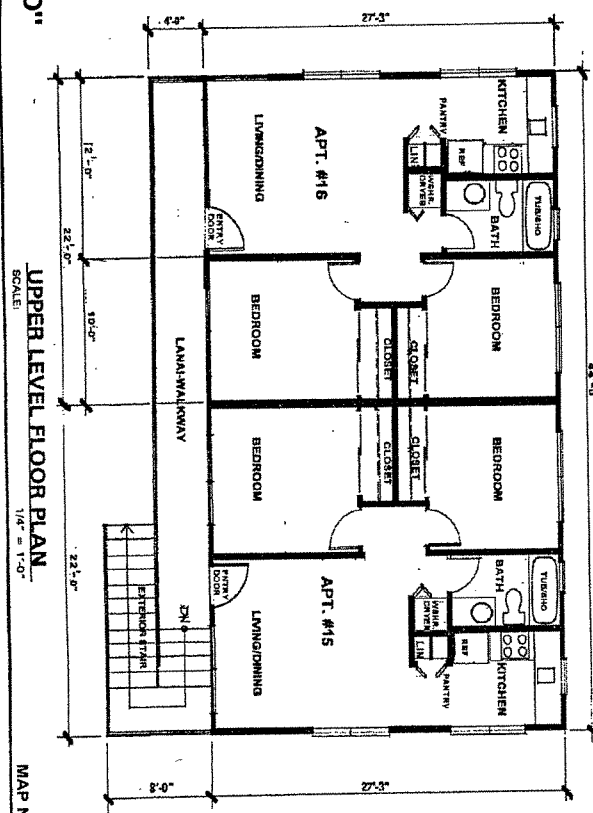 O"
4'-0"
27'-3"
KITCHEN
PANTRY
REF
LIN
WSHR.
DRYER
TUB/SHO
BATH
LIVING/DINING
APT. #16
ENTRY
DOOR
12'-0"
22'-0"
10'-0"
44'-0"
BEDROOM
BEDROOM
CLOSET
CLOSET
LANAI-WALKWAY
BEDROOM
BEDROOM
CLOSET
CLOSET
22'-0"
EXTERIOR STAIR
DN
ENTRY
DOOR
LIVING/DINING
APT. #15
BATH
TUB/SHO
WSHR.
DRYER
LIN
REF
PANTRY
KITCHEN
8'-0"
27'-3"
UPPER LEVEL FLOOR PLAN
SCALE: 1/4" = 1'-0"
MAP